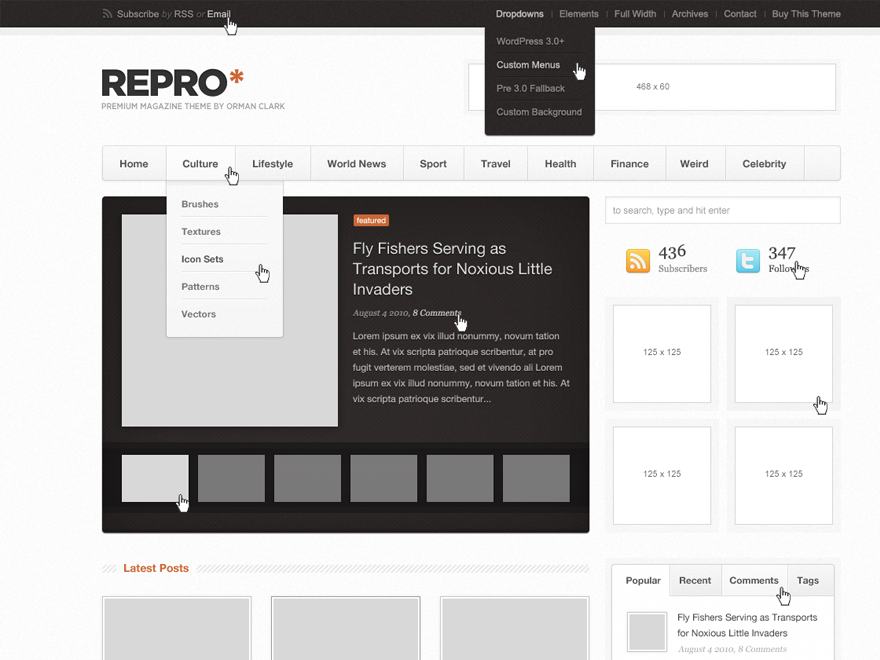 Subscribe by RSS or Email
Dropdowns
Elements
Full Width
Archives
Contact
Buy This Theme
WordPress 3.0+
Custom Menus
Pre 3.0 Fallback
Custom Background
REPRO*
PREMIUM MAGAZINE THEME BY ORMAN CLARK
468 x 60
Home
Culture
Lifestyle
World News
Sport
Travel
Health
Finance
Weird
Celebrity
Brushes
Textures
Icon Sets
Patterns
Vectors
featured
Fly Fishers Serving as
Transports for Noxious Little
Invaders
August 4 2010, 8 Comments
Lorem ipsum ex vix illud nonummy, novum tation
et his. At vix scripta patrioque scribentur, at pro
fugit verterem molestiae, sed et vivendo ali Lorem
ipsum ex vix illud nonummy, novum tation et his. At
vix scripta patrioque scribentur...
to search, type and hit enter
436
Subscribers
347
Followers
125 x 125
125 x 125
125 x 125
125 x 125
Latest Posts
Popular
Recent
Comments
Tags
Fly Fishers Serving as Transports
for Noxious Little Invaders
August 4 2010, 8 Comments